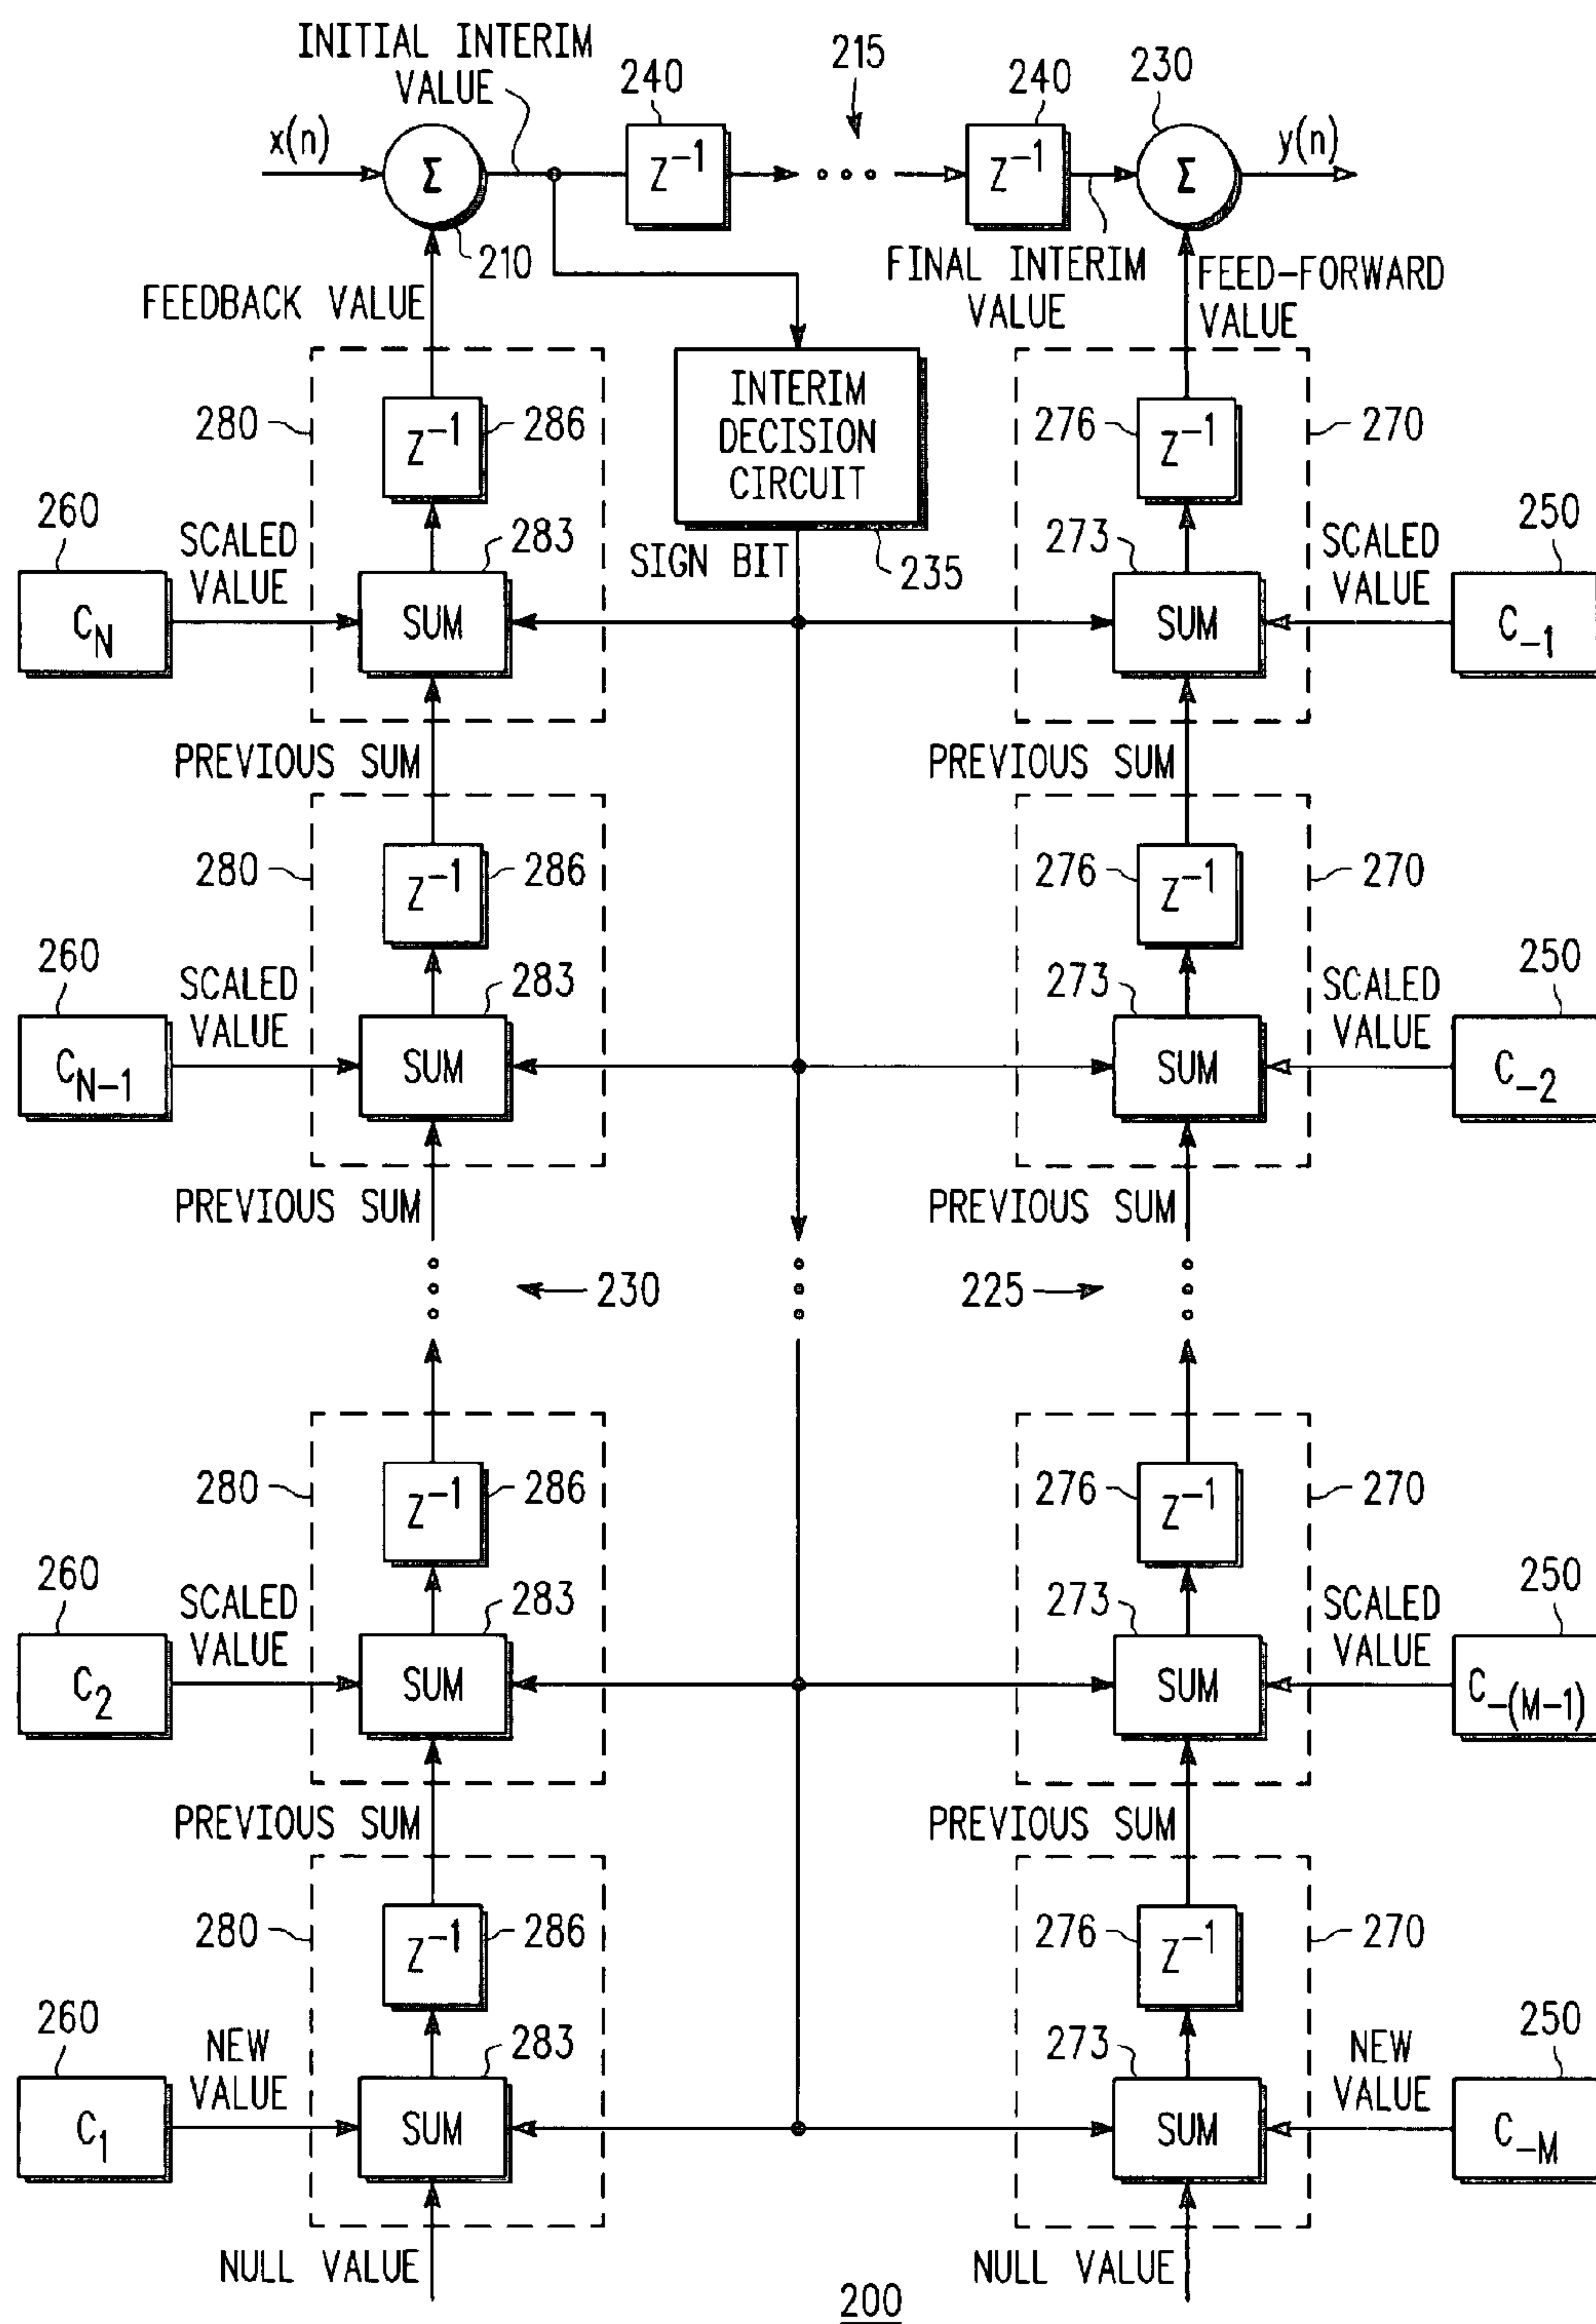 INITIAL INTERIM
VALUE
240
215
240
230
x(n)
Σ
Z⁻¹
Z⁻¹
Σ
y(n)
210
FINAL INTERIM
VALUE
FEEDBACK VALUE
FEED-FORWARD
VALUE
INTERIM
DECISION
CIRCUIT
280
Z⁻¹
286
276
Z⁻¹
270
260
SCALED
VALUE
283
SIGN BIT
235
273
SCALED
VALUE
250
C_N
SUM
SUM
C_-1
PREVIOUS SUM
PREVIOUS SUM
280
Z⁻¹
286
276
Z⁻¹
270
260
SCALED
VALUE
283
273
SCALED
VALUE
250
C_N-1
SUM
SUM
C_-2
PREVIOUS SUM
PREVIOUS SUM
230
225
280
Z⁻¹
286
276
Z⁻¹
270
260
SCALED
VALUE
283
273
SCALED
VALUE
250
C_2
SUM
SUM
C_-(M-1)
PREVIOUS SUM
PREVIOUS SUM
280
Z⁻¹
286
276
Z⁻¹
270
260
NEW
VALUE
283
273
NEW
VALUE
250
C_1
SUM
SUM
C_-M
NULL VALUE
NULL VALUE
200